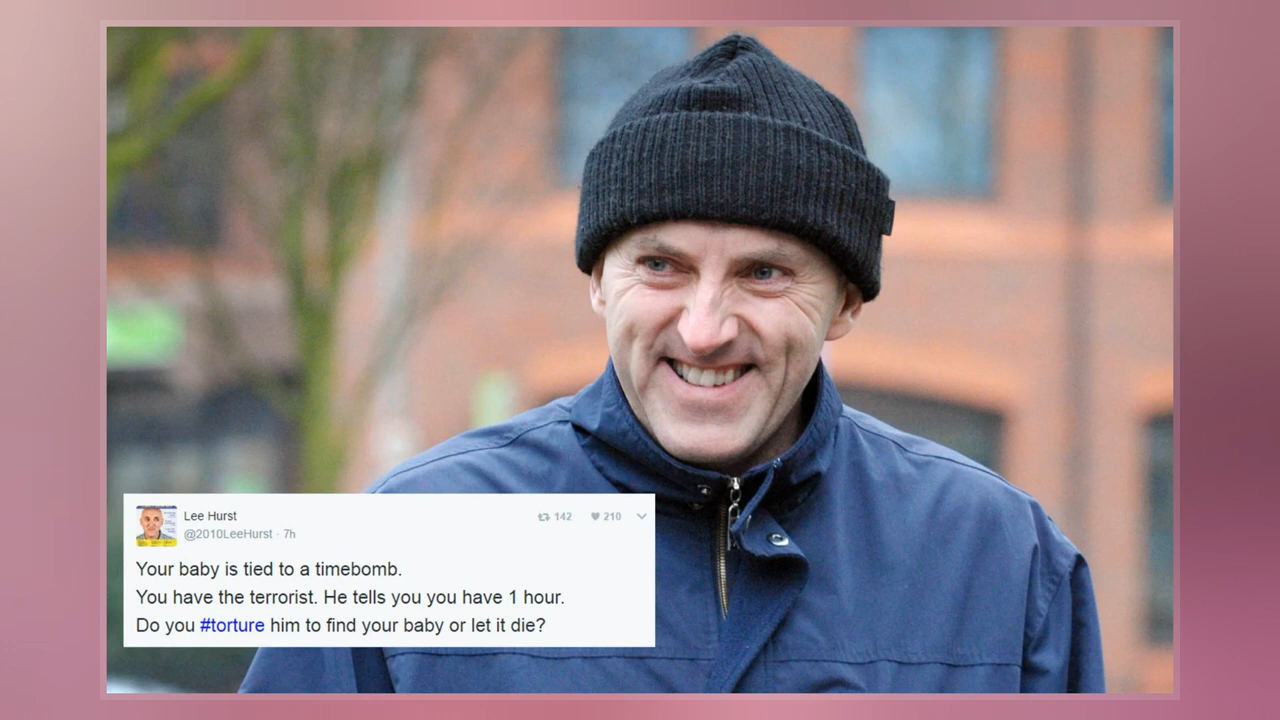 Lee Hurst
142
210
@2010LeeHurst · 7h
Your baby is tied to a timebomb.
You have the terrorist. He tells you you have 1 hour.
Do you #torture him to find your baby or let it die?